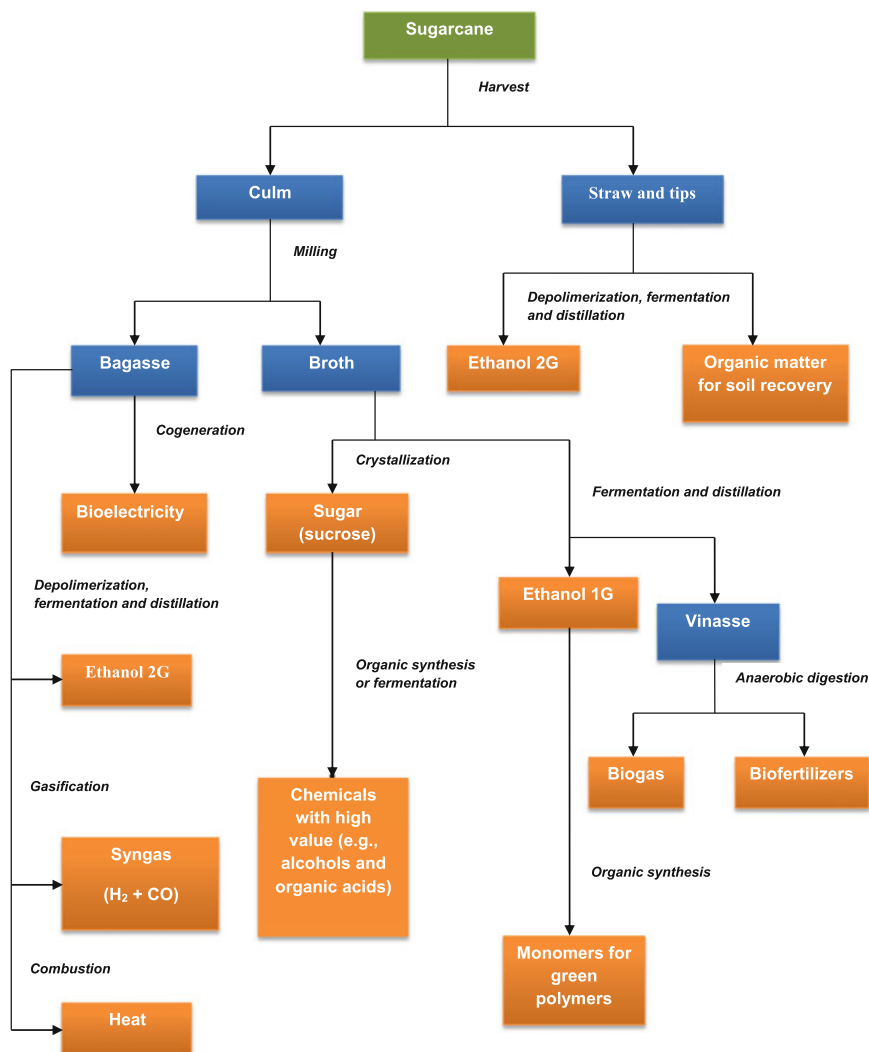 Sugarcane
Harvest
Culm
Straw and tips
Milling
Depolimerization, fermentation
and distillation
Bagasse
Broth
Ethanol 2G
Organic matter
for soil recovery
Cogeneration
Crystallization
Bioelectricity
Sugar
(sucrose)
Fermentation and distillation
Depolimerization,
fermentation and distillation
Ethanol 1G
Vinasse
Ethanol 2G
Organic synthesis
or fermentation
Anaerobic digestion
Biogas
Biofertilizers
Gasification
Chemicals
with high
value (e.g.,
alcohols and
organic acids)
Syngas
(H₂ + CO)
Organic synthesis
Combustion
Monomers for
green
polymers
Heat